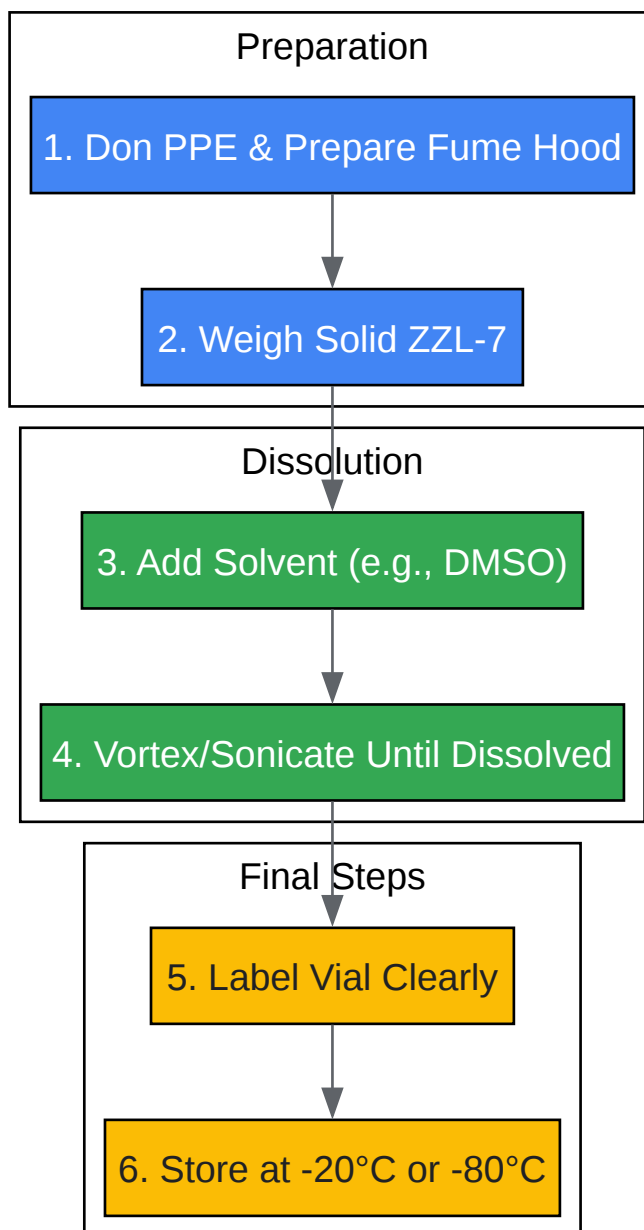 Preparation
1. Don PPE & Prepare Fume Hood
2. Weigh Solid ZZL-7
Dissolution
3. Add Solvent (e.g., DMSO)
4. Vortex/Sonicate Until Dissolved
Final Steps
5. Label Vial Clearly
6. Store at -20°C or -80°C